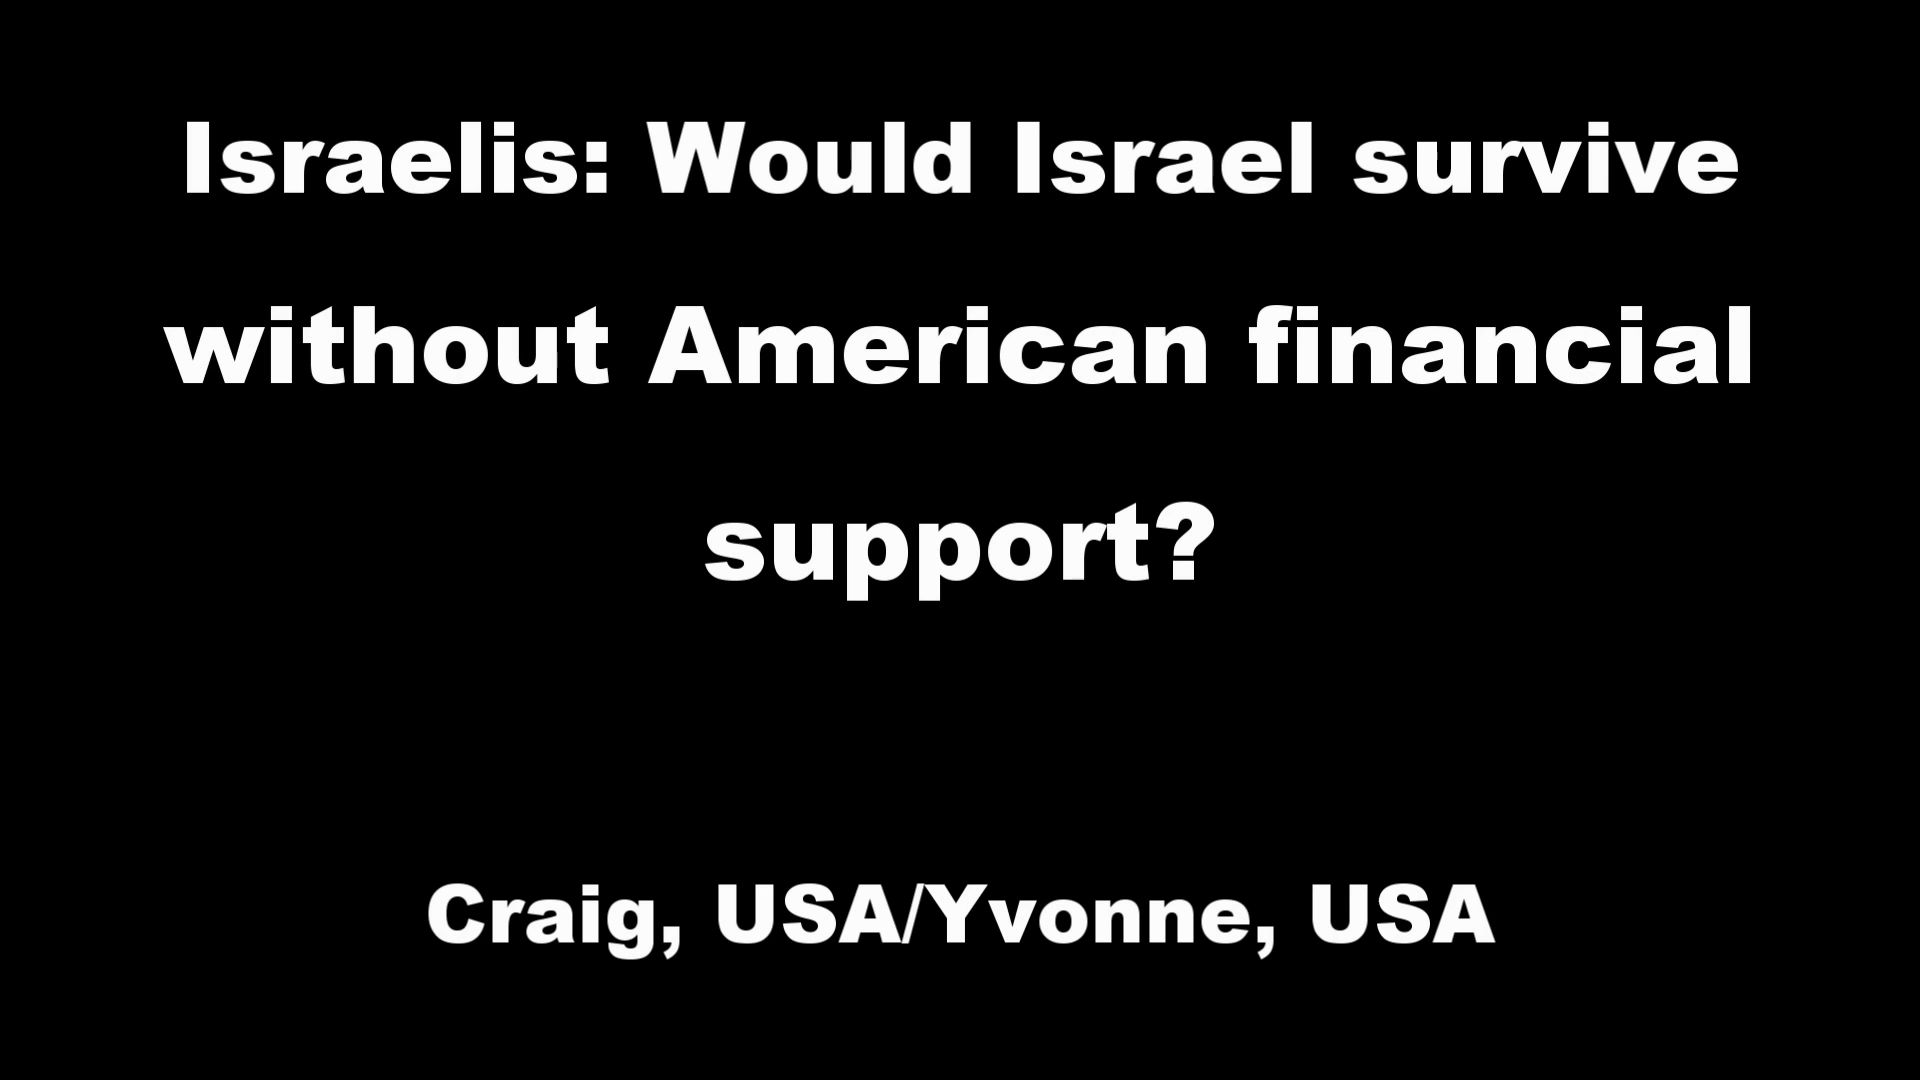 Israelis: Would Israel survive
without American financial
support?
Craig, USA/Yvonne, USA